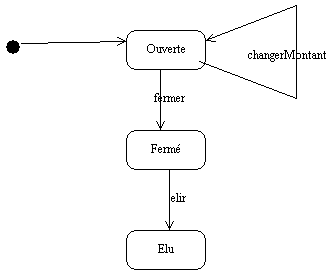 Ouverte
changerMontant
fermer
Fermé
elir
Elu